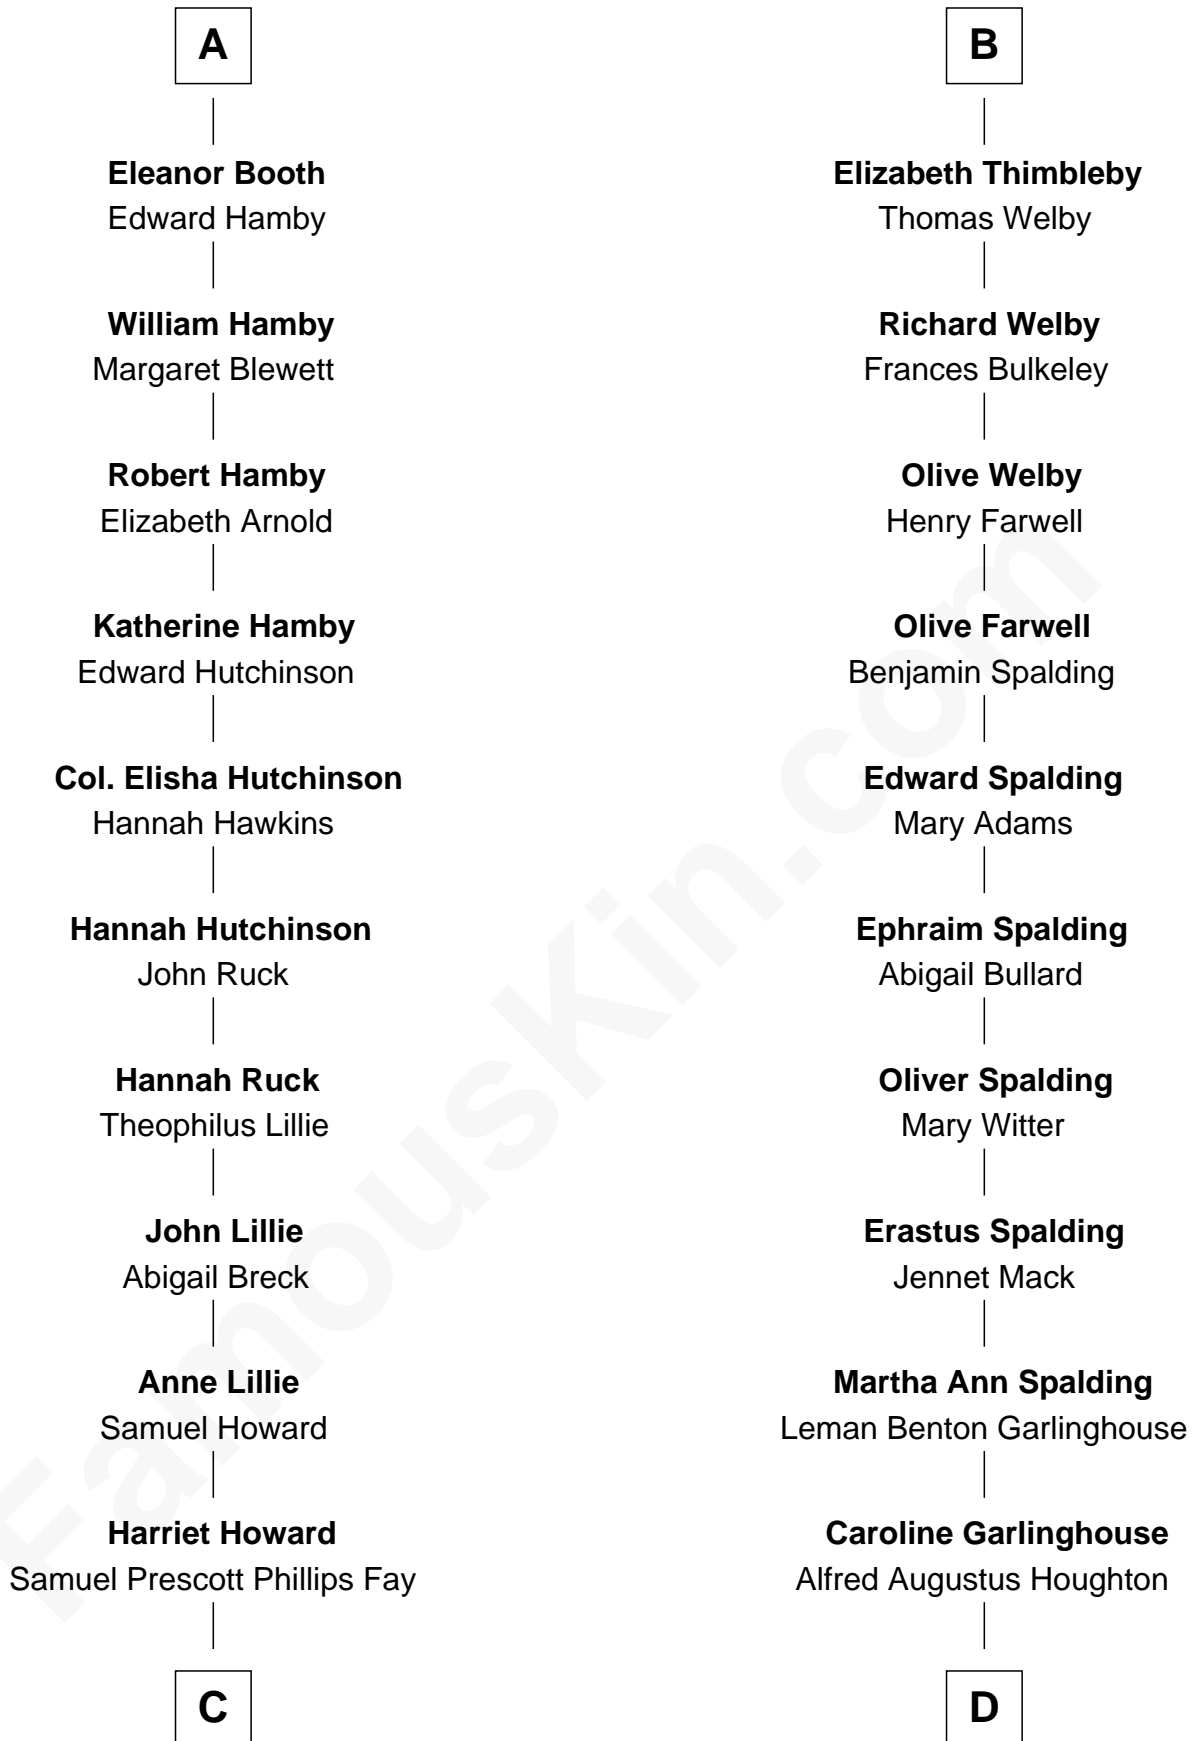 A
Eleanor Booth
Edward Hamby
William Hamby
Margaret Blewett
Robert Hamby
Elizabeth Arnold
Katherine Hamby
Edward Hutchinson
Col. Elisha Hutchinson
Hannah Hawkins
Hannah Hutchinson
John Ruck
Hannah Ruck
Theophilus Lillie
John Lillie
Abigail Breck
Anne Lillie
Samuel Howard
Harriet Howard
Samuel Prescott Phillips Fay
C
B
Elizabeth Thimbleby
Thomas Welby
Richard Welby
Frances Bulkeley
Olive Welby
Henry Farwell
Olive Farwell
Benjamin Spalding
Edward Spalding
Mary Adams
Ephraim Spalding
Abigail Bullard
Oliver Spalding
Mary Witter
Erastus Spalding
Jennet Mack
Martha Ann Spalding
Leman Benton Garlinghouse
Caroline Garlinghouse
Alfred Augustus Houghton
D
FamousKin.com